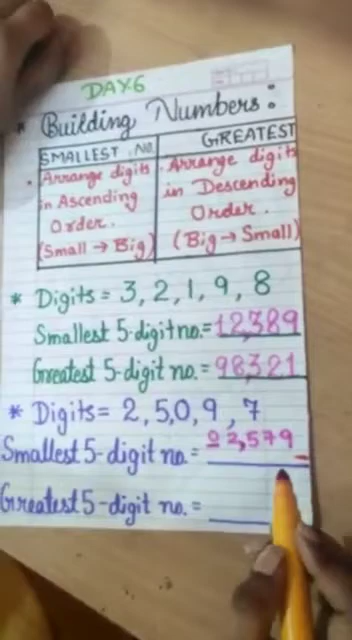 DAY6
* Building Numbers:
SMALLEST NO.
• Arrange digits
in Ascending
Order.
(Small → Big)
GREATEST
• Arrange digits
in Descending
Order.
(Big → Small)
* Digits = 3, 2, 1, 9, 8
Smallest 5-digit no. = 12,389
Greatest 5-digit no. = 98,321
* Digits = 2, 5, 0, 9, 7
Smallest 5-digit no. = 02,579
Greatest 5-digit no. =